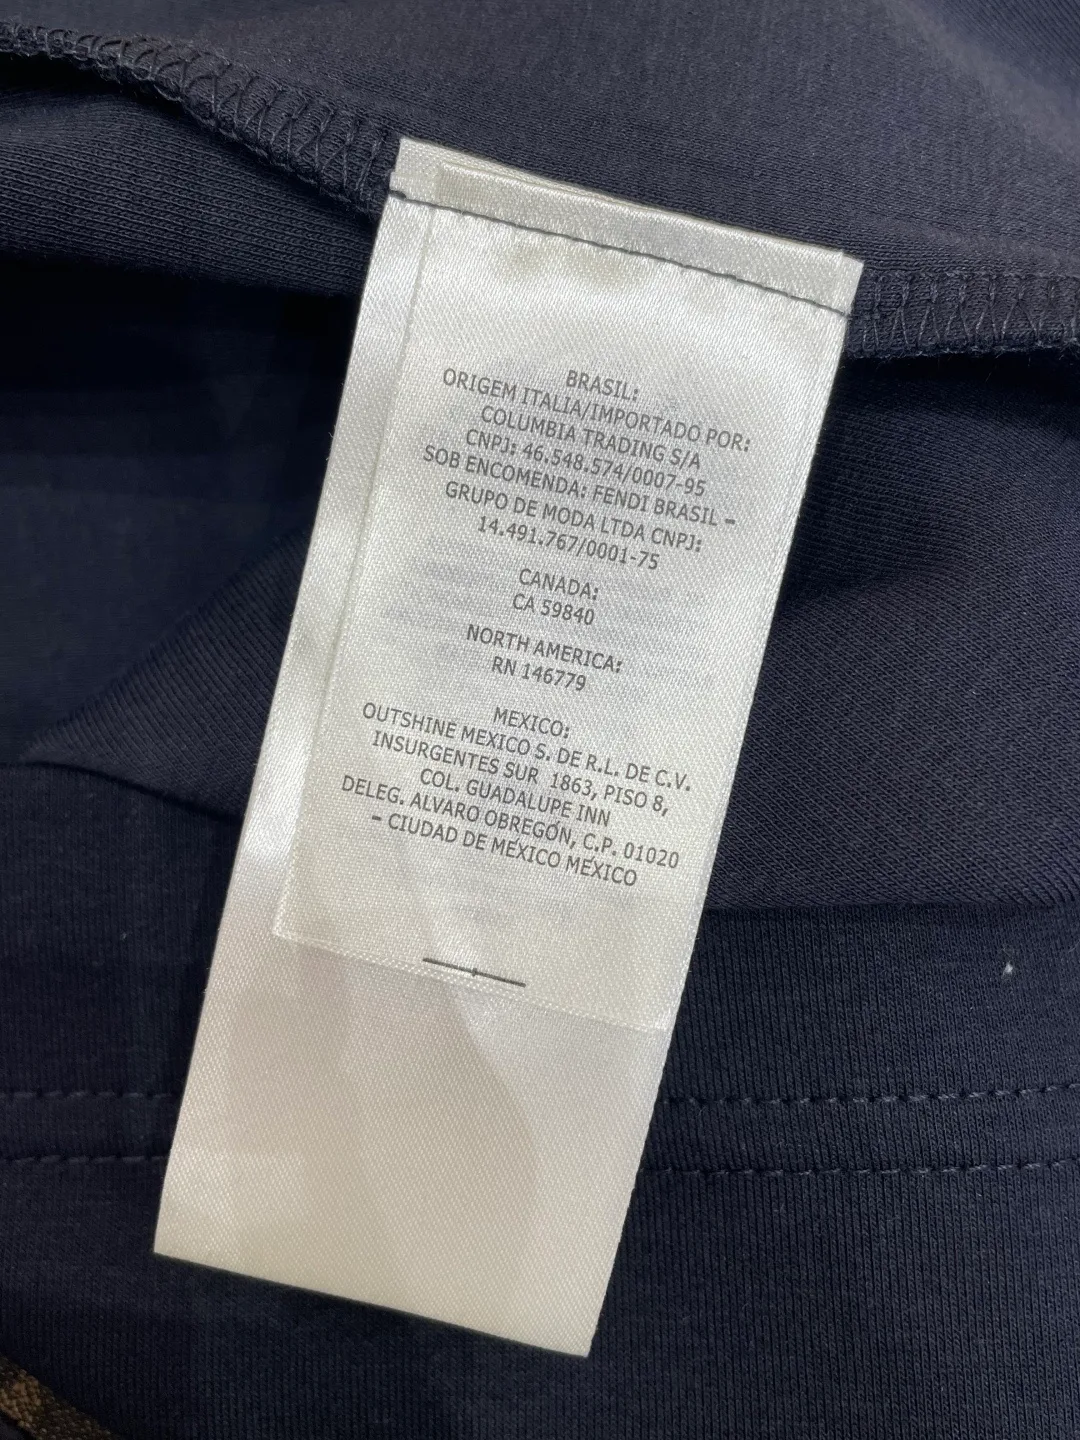 BRASIL:
ORIGEM ITALIA/IMPORTADO POR:
COLUMBIA TRADING S/A
CNPJ: 46.548.574/0007-95
SOB ENCOMENDA: FENDI BRASIL –
GRUPO DE MODA LTDA CNPJ:
14.491.767/0001-75
CANADA:
CA 59840
NORTH AMERICA:
RN 146779
MEXICO:
OUTSHINE MEXICO S. DE R.L. DE C.V.
INSURGENTES SUR 1863, PISO 8,
COL. GUADALUPE INN
DELEG. ALVARO OBREGÓN, C.P. 01020
– CIUDAD DE MÉXICO MÉXICO